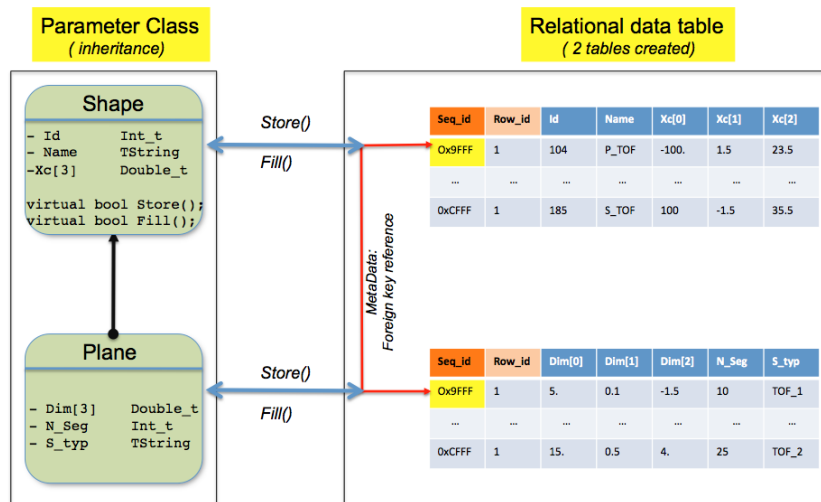 Parameter Class
( inheritance)
Relational data table
( 2 tables created)
Shape
- Id Int_t
- Name TString
-Xc[3] Double_t
virtual bool Store();
virtual bool Fill();
Store()
Fill()
Seq_id Row_id Id Name Xc[0] Xc[1] Xc[2]
0x9FFF 1 104 P_TOF -100. 1.5 23.5
... ... ... ... ... ... ...
0xCFFF 1 185 S_TOF 100 -1.5 35.5
MetaData:
Foreign key reference
Plane
- Dim[3] Double_t
- N_Seg Int_t
- S_typ TString
Store()
Fill()
Seq_id Row_id Dim[0] Dim[1] Dim[2] N_Seg S_typ
0x9FFF 1 5. 0.1 -1.5 10 TOF_1
... ... ... ... ... ... ...
0xCFFF 1 15. 0.5 4. 25 TOF_2